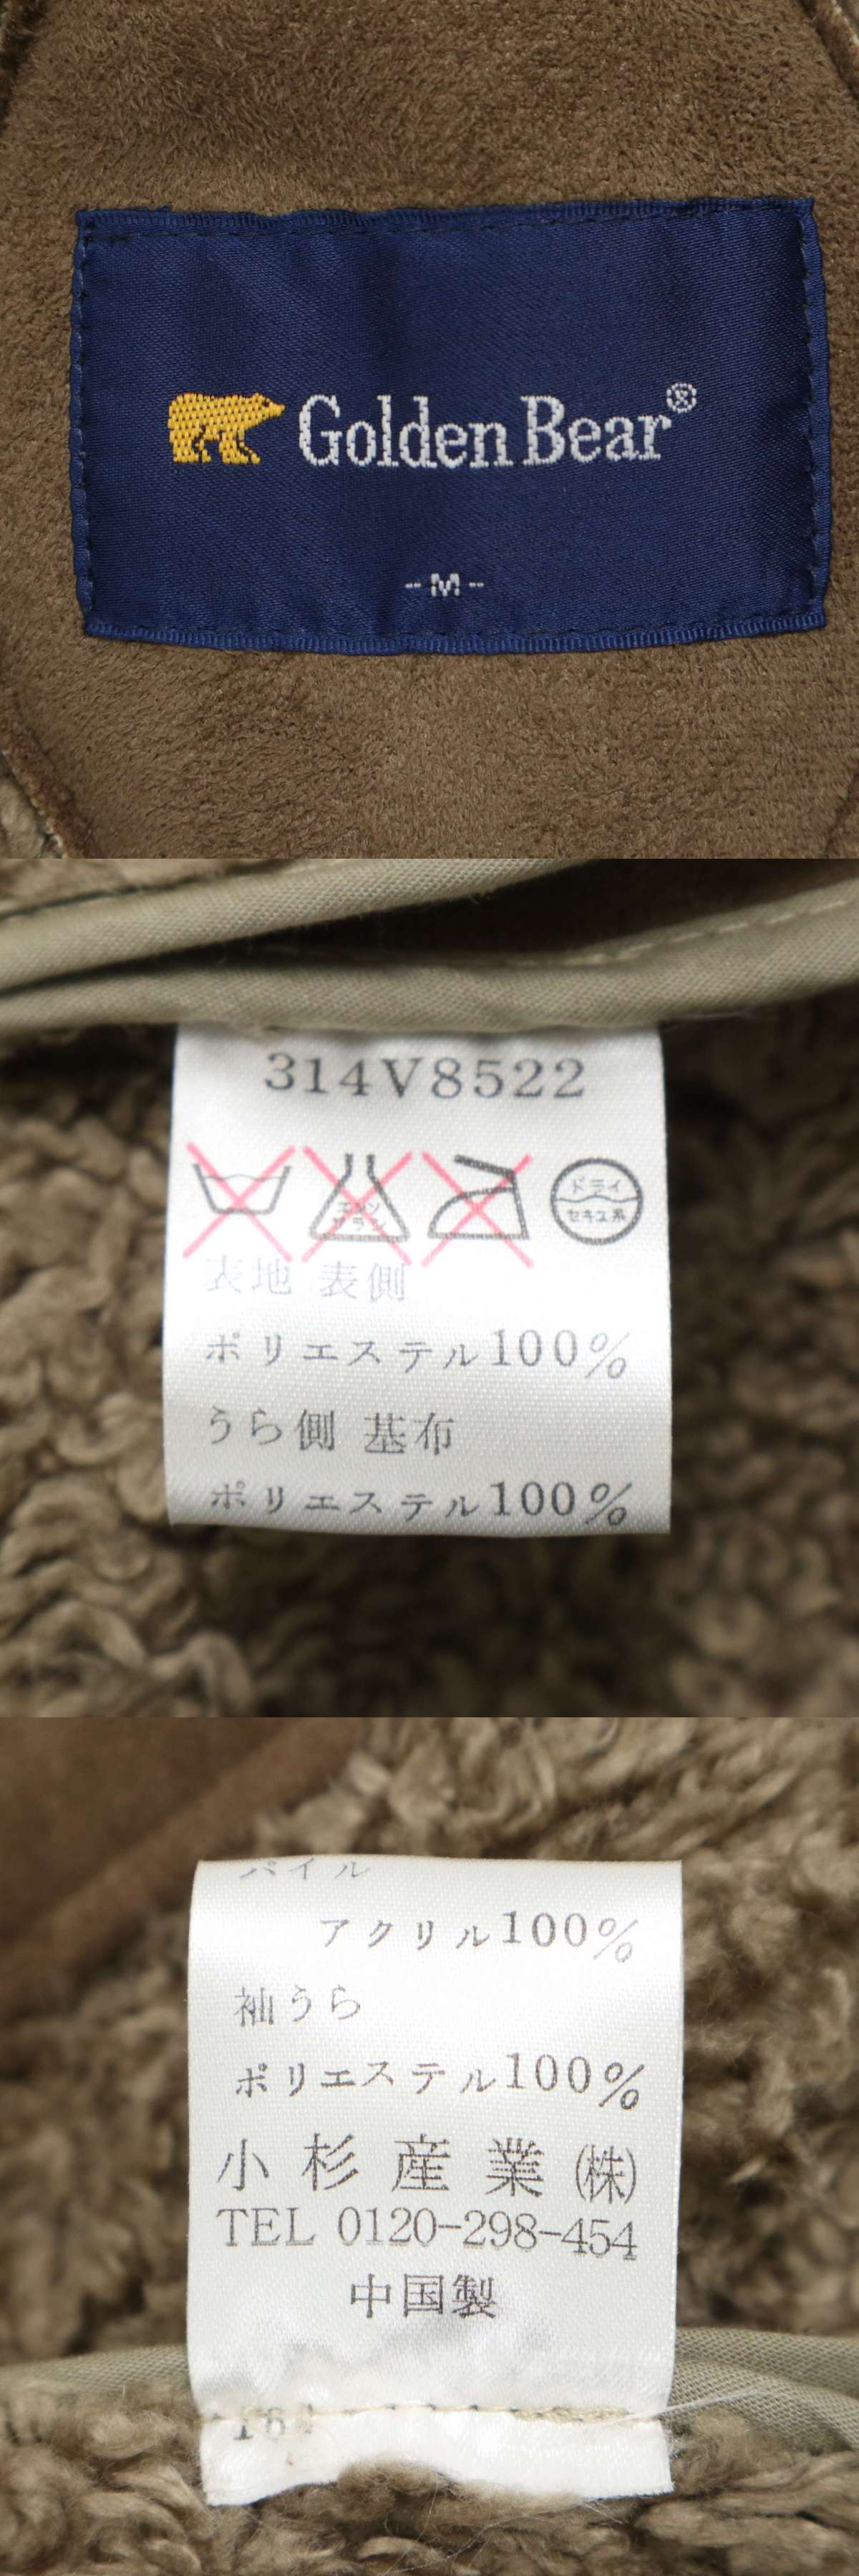 Golden Bear®
-M-
314V8522
エンソ
サラシ
ドライ
セキユ系
表地 表側
ポリエステル100%
うら側 基布
ポリエステル100%
パイル
アクリル100%
袖うら
ポリエステル100%
小杉産業(株)
TEL 0120-298-454
中国製